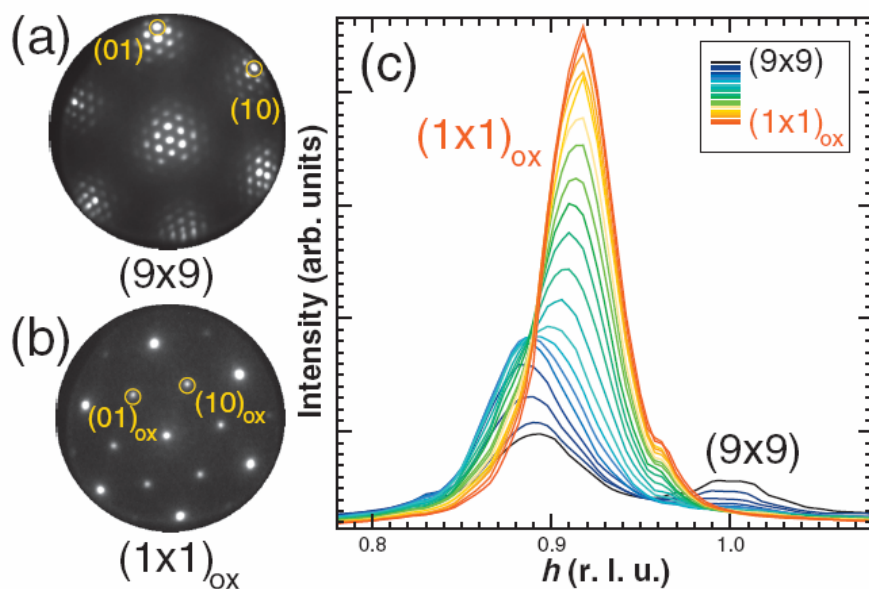 (a)
(01)
(10)
(9x9)
(b)
(01)ox
(10)ox
(1x1)ox
(c)
(9x9)
(1x1)ox
(1x1)ox
(9x9)
Intensity (arb. units)
0.8
0.9
1.0
h (r. l. u.)